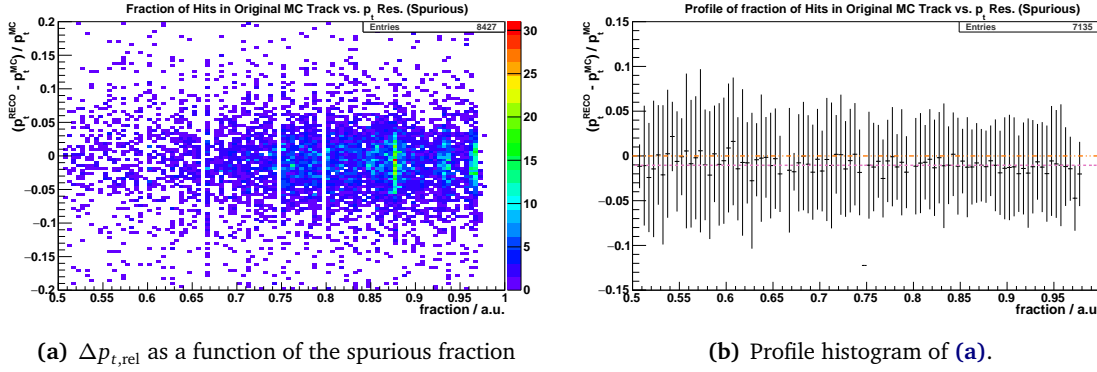 Fraction of Hits in Original MC Track vs. p_t Res. (Spurious)
Entries 8427
(p_t^RECO - p_t^MC) / p_t^MC
0.2
0.15
0.1
0.05
0
−0.05
−0.1
−0.15
−0.2
0.5 0.55 0.6 0.65 0.7 0.75 0.8 0.85 0.9 0.95 1
fraction / a.u.
30
25
20
15
10
5
0
(a) Δp_t,rel as a function of the spurious fraction
Profile of fraction of Hits in Original MC Track vs. p_t Res. (Spurious)
Entries 7135
(p_t^RECO - p_t^MC) / p_t^MC
0.15
0.1
0.05
0
−0.05
−0.1
−0.15
0.5 0.55 0.6 0.65 0.7 0.75 0.8 0.85 0.9 0.95
fraction / a.u.
(b) Profile histogram of (a).